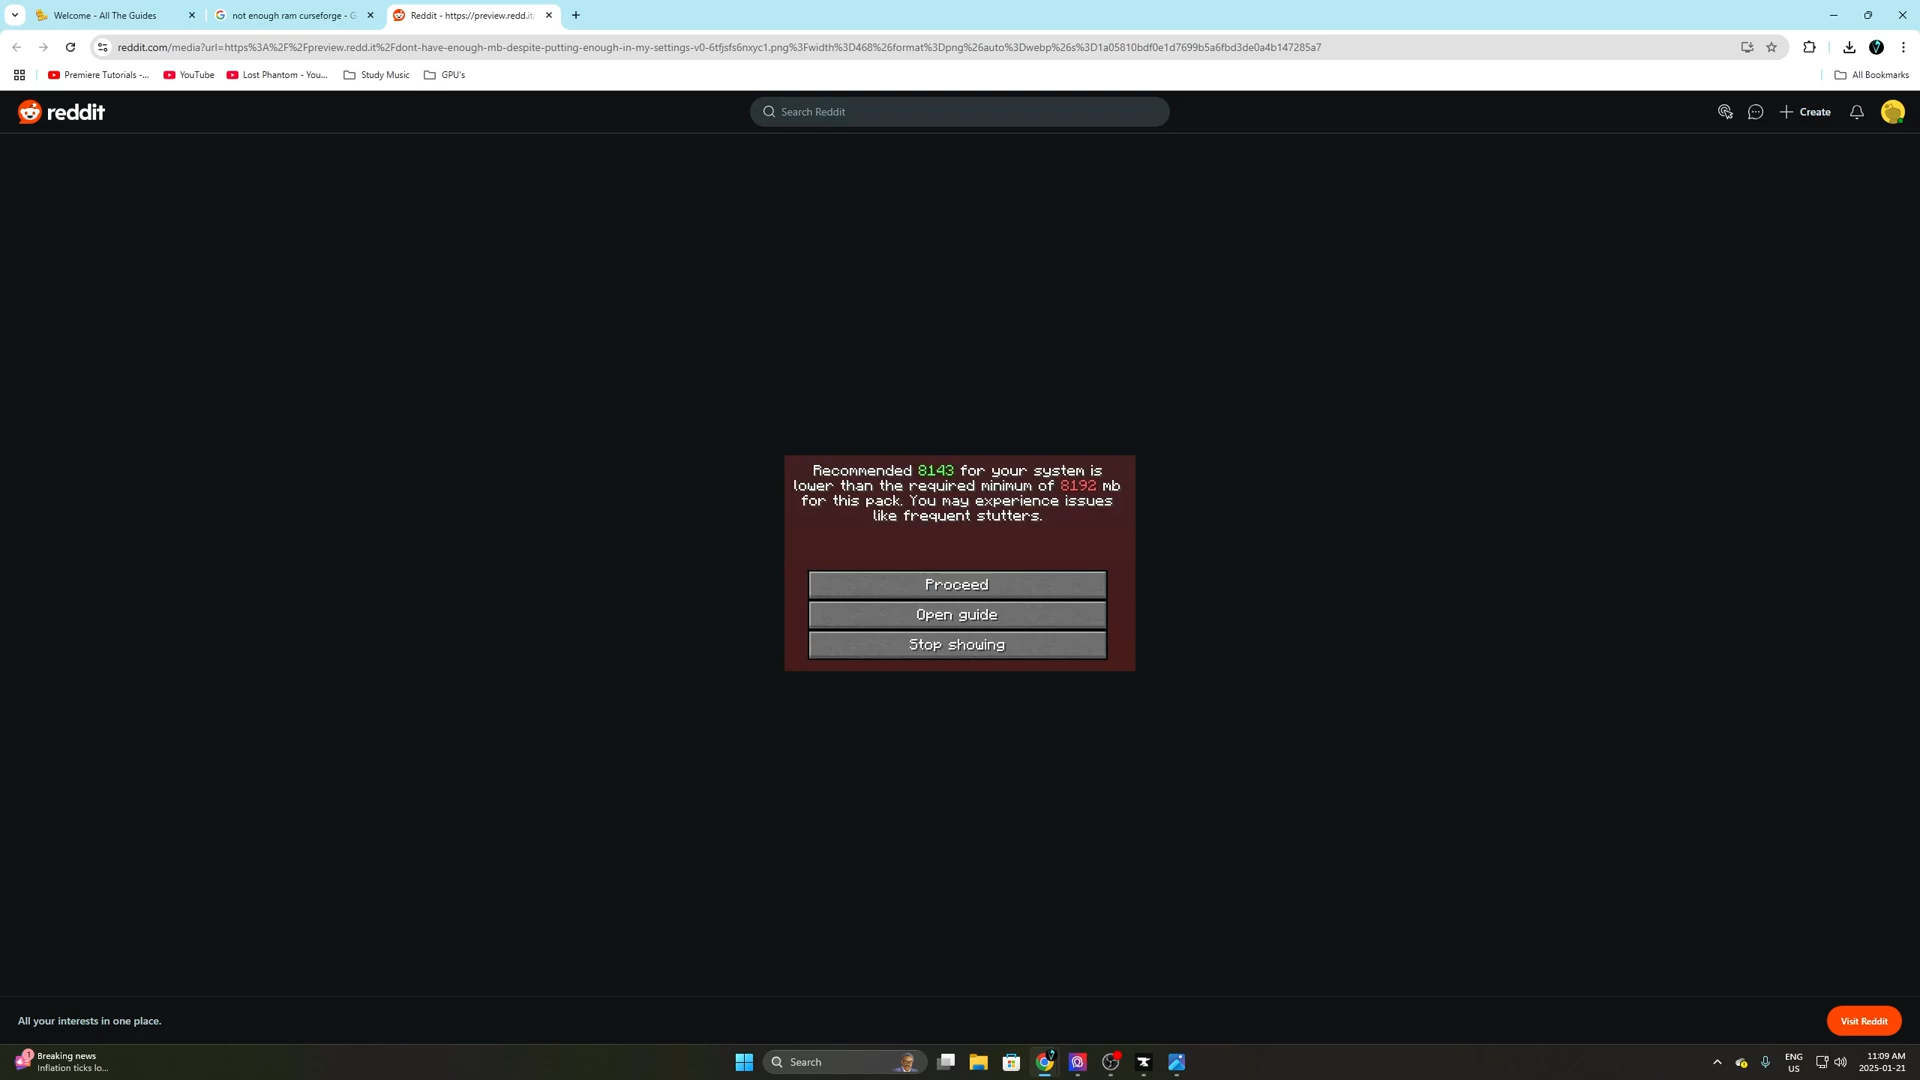 Welcome - All The Guides
not enough ram curseforge - G
Reddit - https://preview.redd.it/
reddit.com/media?url=https%3A%2F%2Fpreview.redd.it%2Fdont-have-enough-mb-despite-putting-enough-in-my-settings-v0-6tfjsfs6nxyc1.png%3Fwidth%3D468%26format%3Dpng%26auto%3Dwebp%26s%3D1a05810bdf0e1d7699b5a6fbd3de0a4b147285a7
Premiere Tutorials -...
YouTube
Lost Phantom - You...
Study Music
GPU's
All Bookmarks
reddit
Search Reddit
Create
Recommended 8143 for your system is
lower than the required minimum of 8192 mb
for this pack. You may experience issues
like frequent stutters.
Proceed
Open guide
Stop showing
All your interests in one place.
Visit Reddit
1
Breaking news
Inflation ticks lo...
Search
ENG
US
11:09 AM
2025-01-21